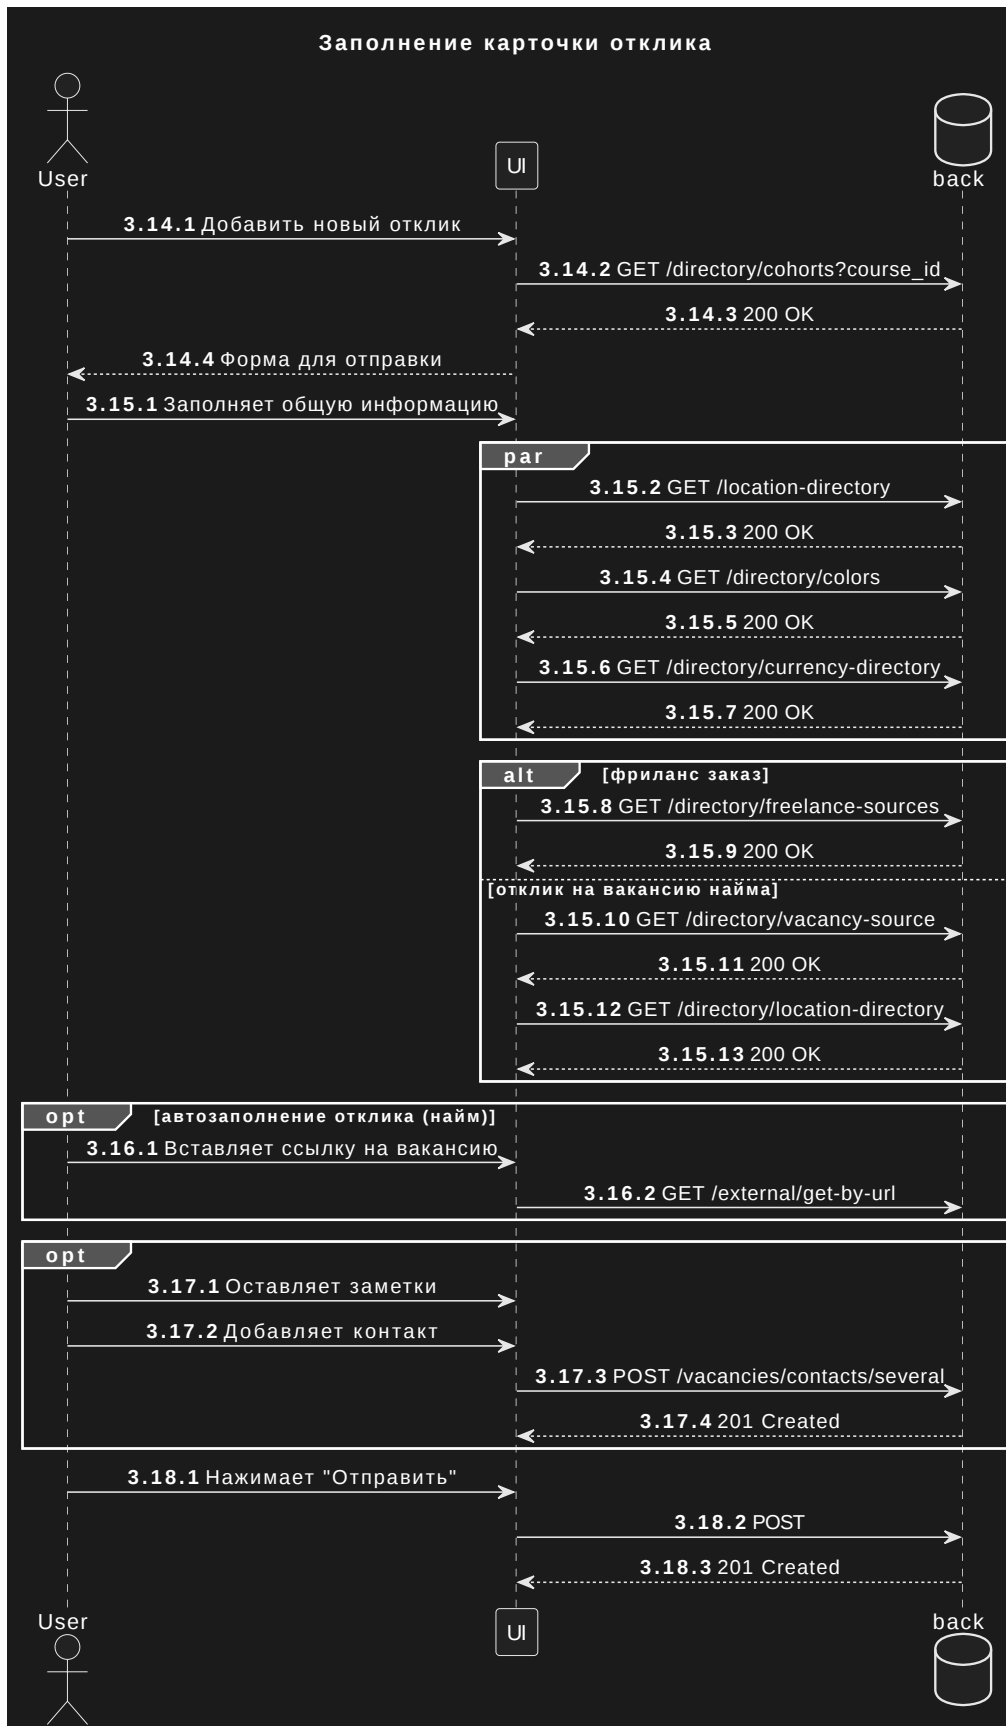 Заполнение карточки отклика
User
UI
back
3.14.1 Добавить новый отклик
3.14.2 GET /directory/cohorts?course_id
3.14.3 200 OK
3.14.4 Форма для отправки
3.15.1 Заполняет общую информацию
par
3.15.2 GET /location-directory
3.15.3 200 OK
3.15.4 GET /directory/colors
3.15.5 200 OK
3.15.6 GET /directory/currency-directory
3.15.7 200 OK
alt [фриланс заказ]
3.15.8 GET /directory/freelance-sources
3.15.9 200 OK
[отклик на вакансию найма]
3.15.10 GET /directory/vacancy-source
3.15.11 200 OK
3.15.12 GET /directory/location-directory
3.15.13 200 OK
opt [автозаполнение отклика (найм)]
3.16.1 Вставляет ссылку на вакансию
3.16.2 GET /external/get-by-url
opt
3.17.1 Оставляет заметки
3.17.2 Добавляет контакт
3.17.3 POST /vacancies/contacts/several
3.17.4 201 Created
3.18.1 Нажимает "Отправить"
3.18.2 POST
3.18.3 201 Created
User
UI
back